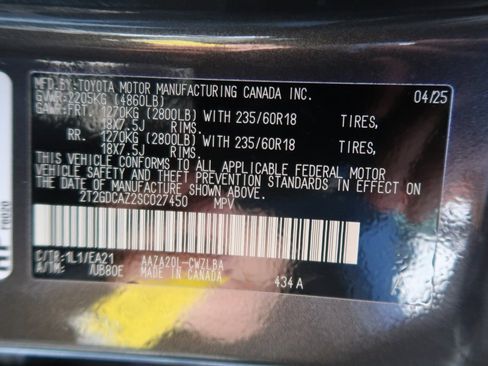 MFD.BY:TOYOTA MOTOR MANUFACTURING CANADA INC.
04/25
GVWR:2205KG (4860LB)
GAWR:FRT. 1270KG (2800LB) WITH 235/60R18 TIRES,
18X7.5J RIMS.
RR. 1270KG (2800LB) WITH 235/60R18 TIRES,
18X7.5J RIMS.
THIS VEHICLE CONFORMS TO ALL APPLICABLE FEDERAL MOTOR
VEHICLE SAFETY AND THEFT PREVENTION STANDARDS IN EFFECT ON
THE DATE OF MANUFACTURE SHOWN ABOVE.
2T2GDCAZ2SC027450 MPV
C/TR:1L1/EA21 AAZA20L-CWZLBA
A/TM: /UB80E MADE IN CANADA
434A